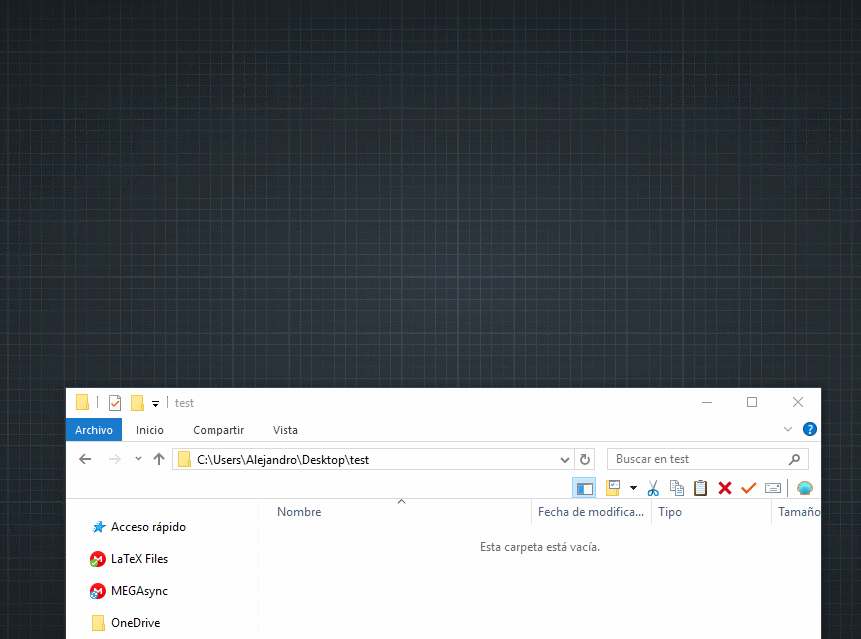 test
Archivo Inicio Compartir Vista
C:\Users\Alejandro\Desktop\test Buscar en test
Nombre Fecha de modifica... Tipo Tamaño
Esta carpeta está vacía.
Acceso rápido
LaTeX Files
MEGAsync
OneDrive